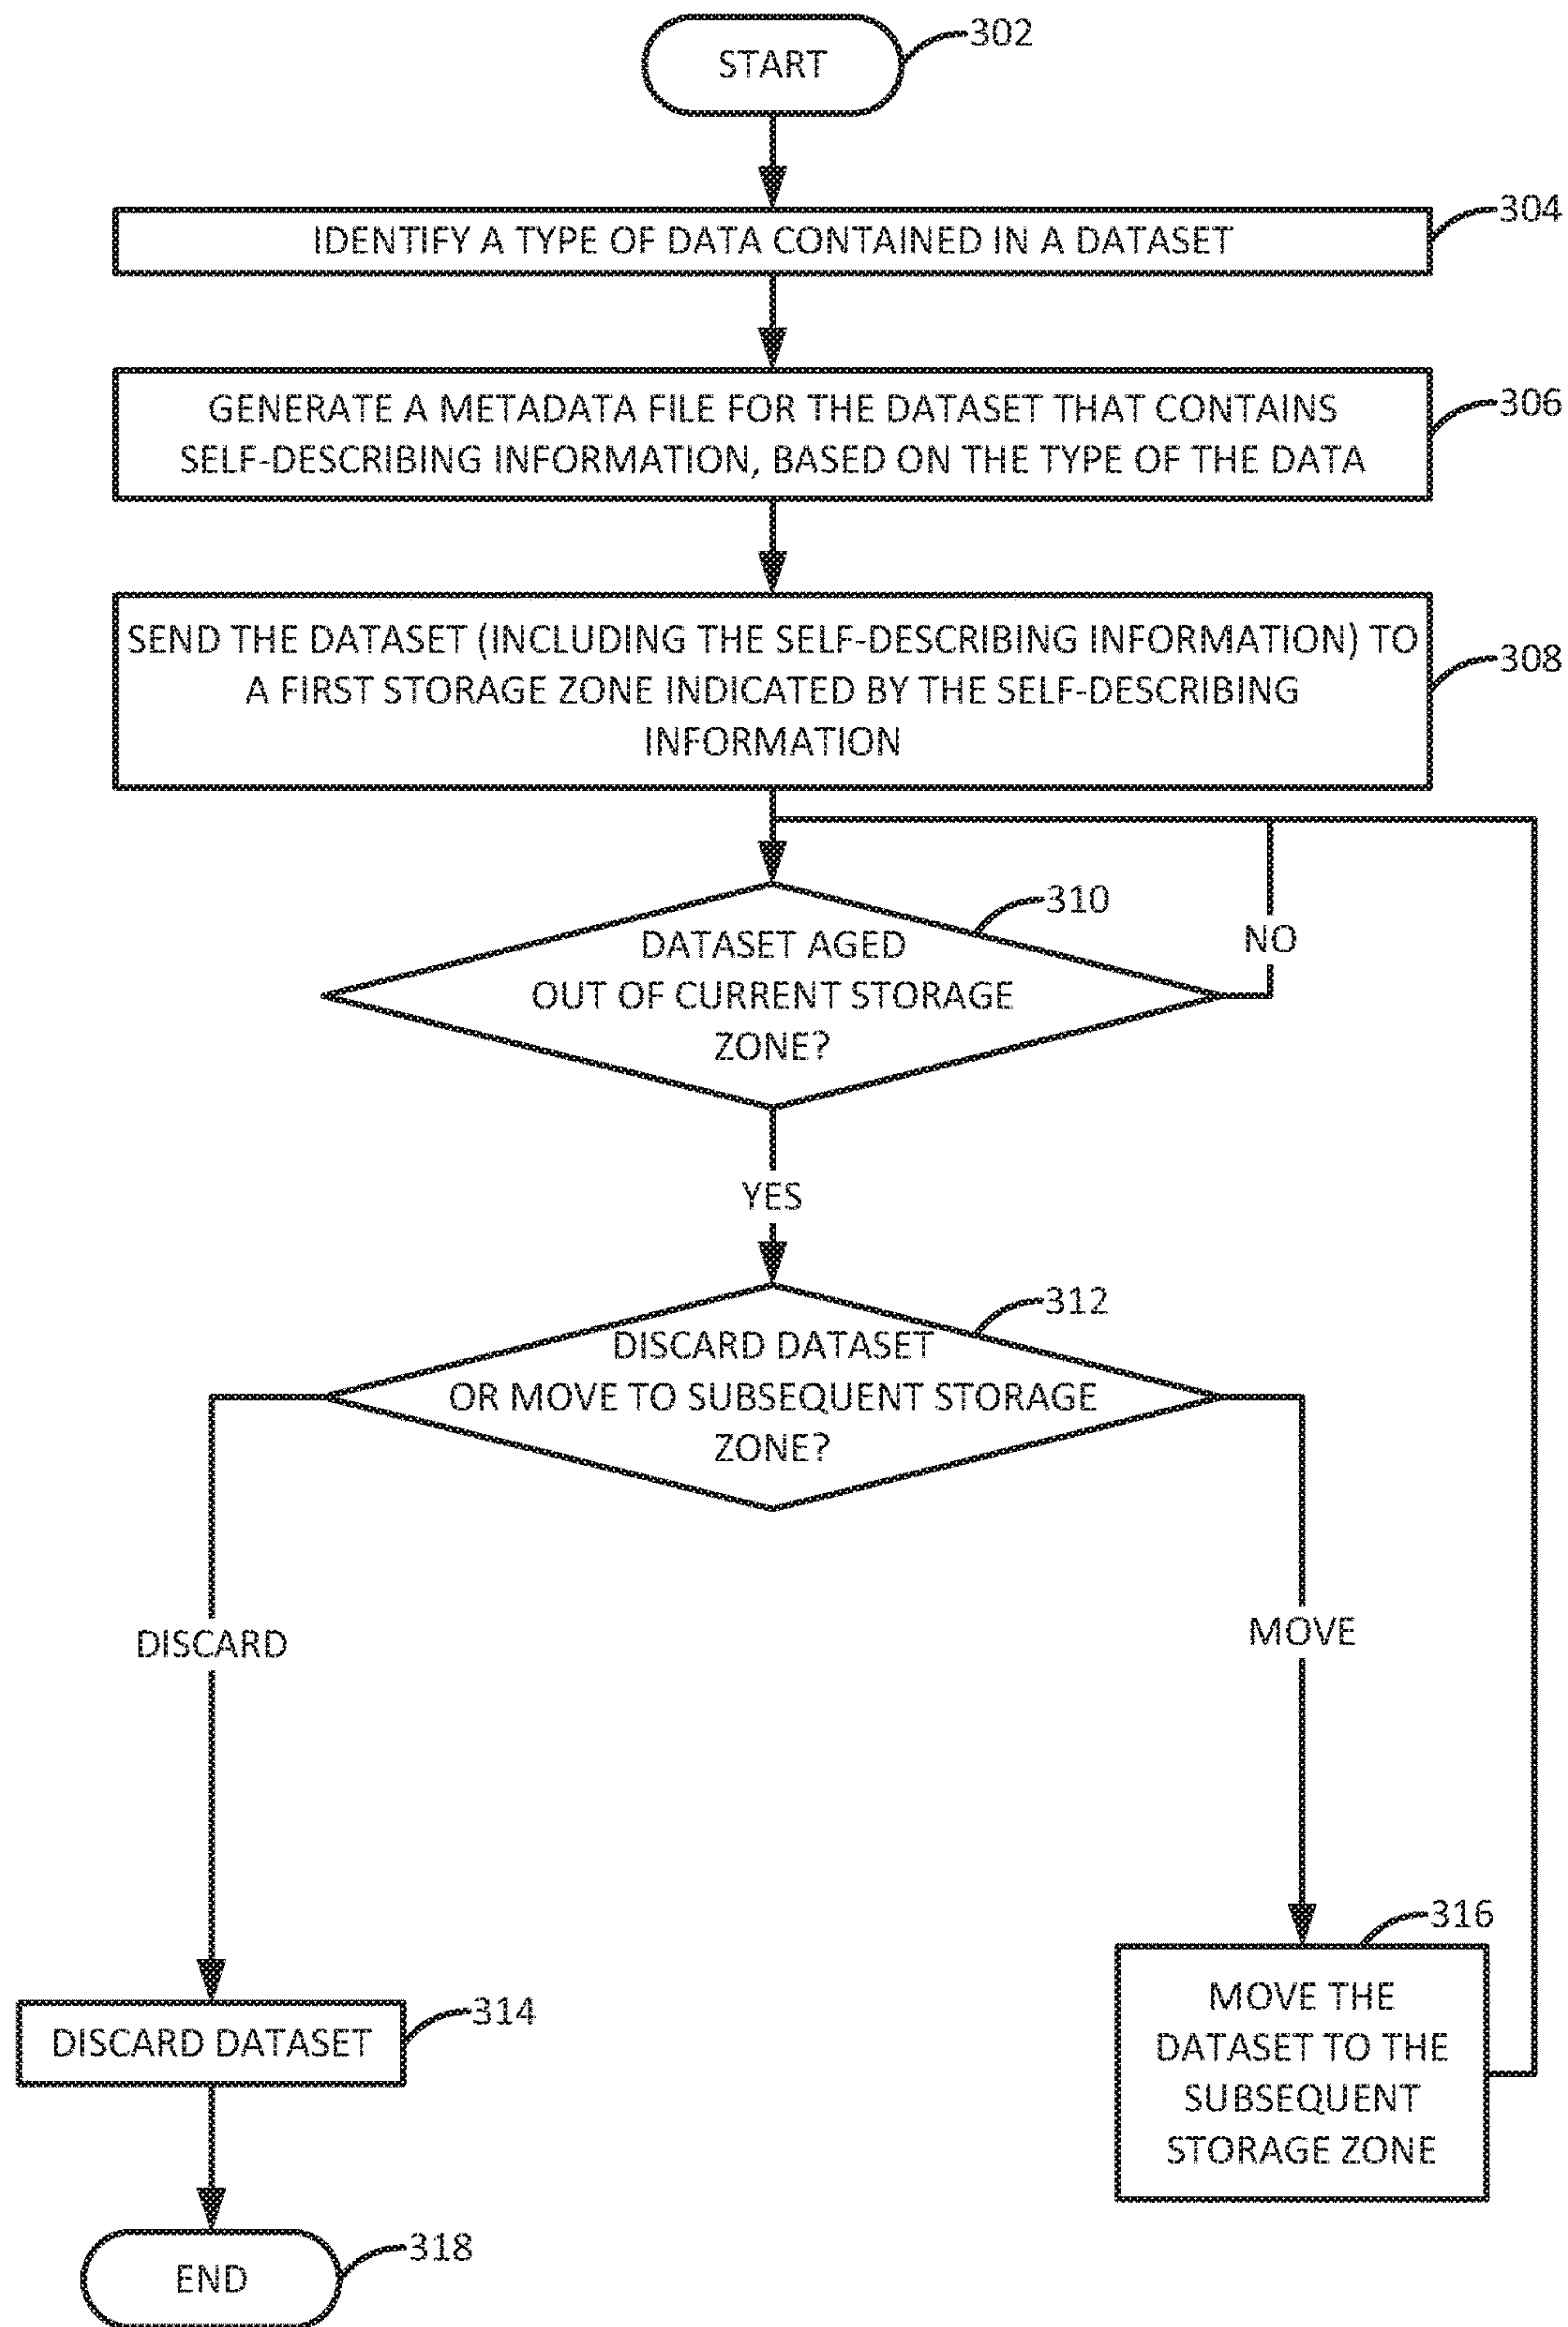 START
302
IDENTIFY A TYPE OF DATA CONTAINED IN A DATASET
304
GENERATE A METADATA FILE FOR THE DATASET THAT CONTAINS
SELF-DESCRIBING INFORMATION, BASED ON THE TYPE OF THE DATA
306
SEND THE DATASET (INCLUDING THE SELF-DESCRIBING INFORMATION) TO
A FIRST STORAGE ZONE INDICATED BY THE SELF-DESCRIBING
INFORMATION
308
310
DATASET AGED
OUT OF CURRENT STORAGE
ZONE?
NO
YES
312
DISCARD DATASET
OR MOVE TO SUBSEQUENT STORAGE
ZONE?
DISCARD
MOVE
314
DISCARD DATASET
316
MOVE THE
DATASET TO THE
SUBSEQUENT
STORAGE ZONE
END
318